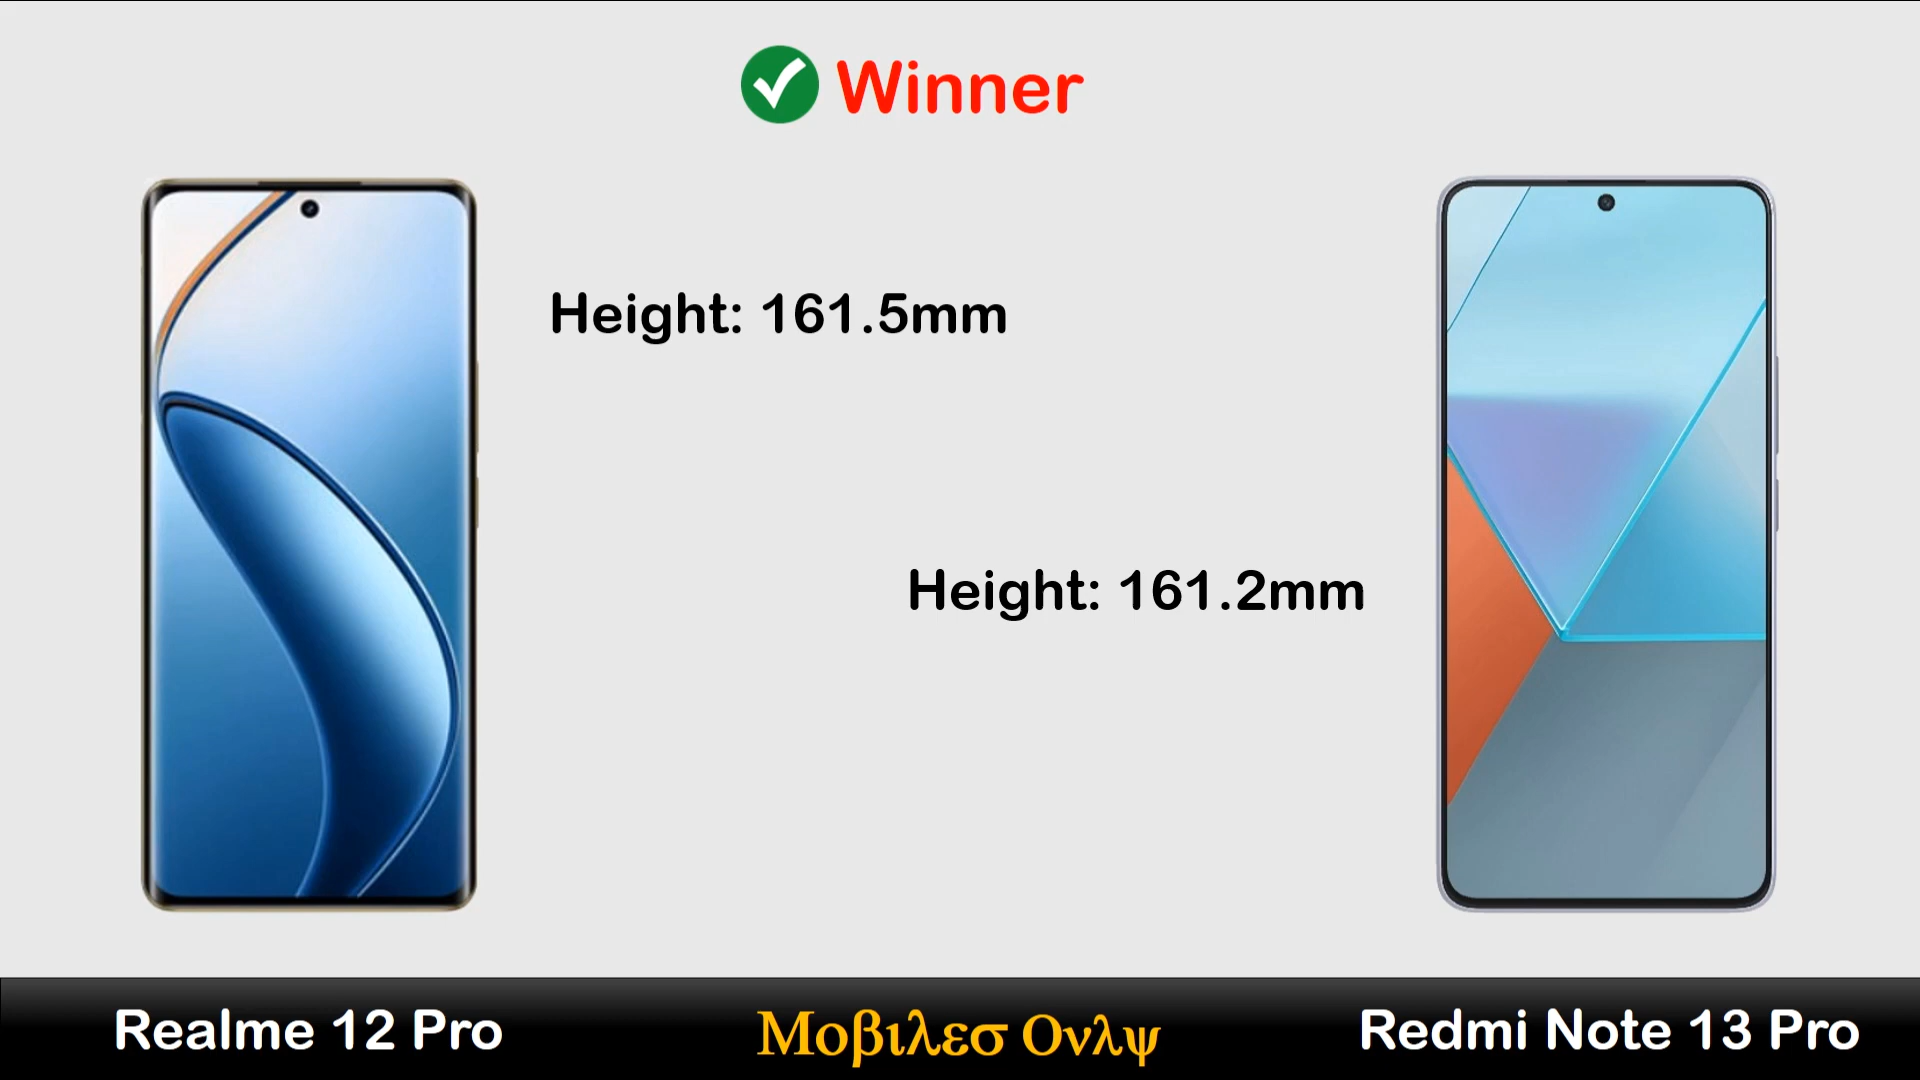 Winner
Height: 161.5mm
Height: 161.2mm
Realme 12 Pro
Μοβιλεσ Ονλψ
Redmi Note 13 Pro